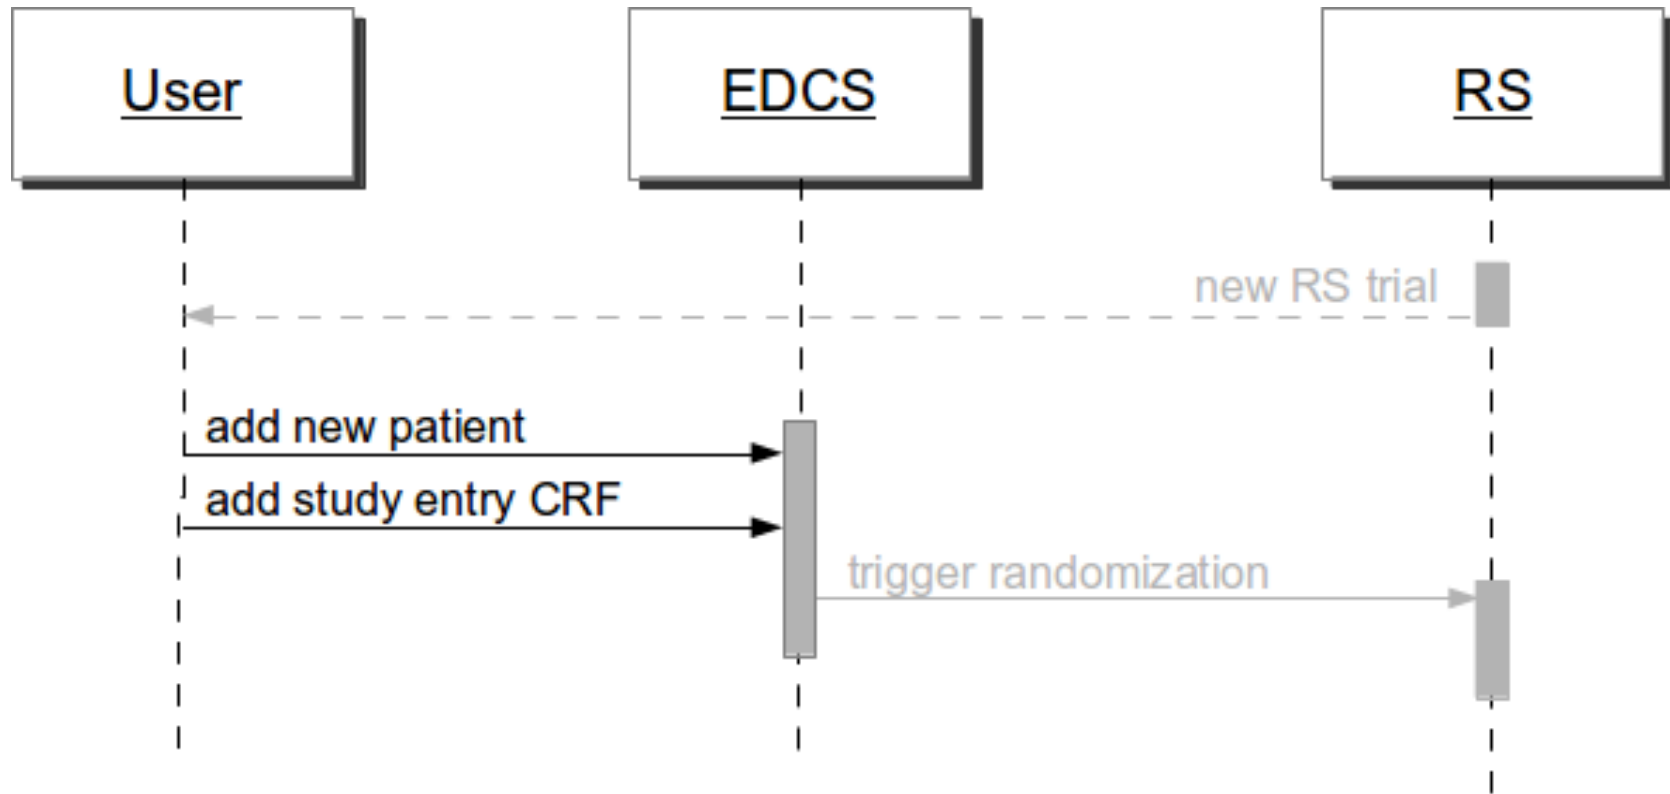 User
EDCS
RS
new RS trial
add new patient
add study entry CRF
trigger randomization